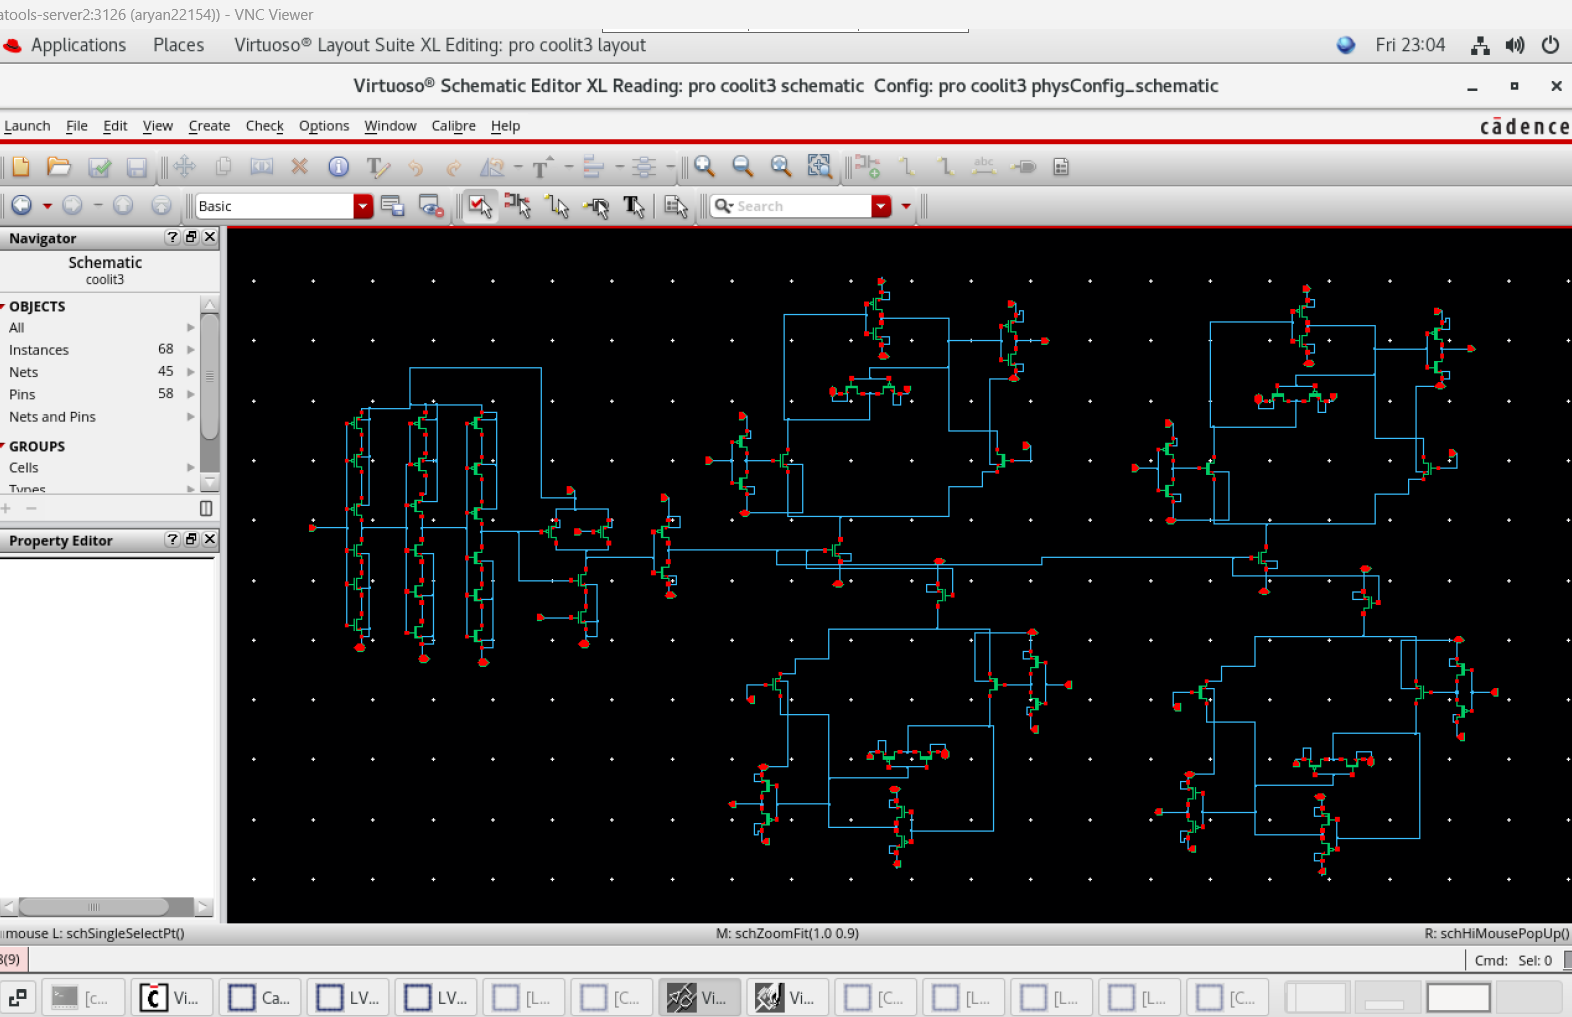 atools-server2:3126 (aryan22154)) - VNC Viewer
Applications Places Virtuoso® Layout Suite XL Editing: pro coolit3 layout Fri 23:04
Virtuoso® Schematic Editor XL Reading: pro coolit3 schematic Config: pro coolit3 physConfig_schematic
Launch File Edit View Create Check Options Window Calibre Help cādence
abc
Basic Search
Navigator
Schematic
coolit3
OBJECTS
All
Instances 68
Nets 45
Pins 58
Nets and Pins
GROUPS
Cells
Types
Property Editor
mouse L: schSingleSelectPt() M: schZoomFit(1.0 0.9) R: schHiMousePopUp()
3(9) Cmd: Sel: 0
[c... Vi... Ca... LV... LV... [L... [C... Vi... Vi... [C... [L... [L... [L... [C...